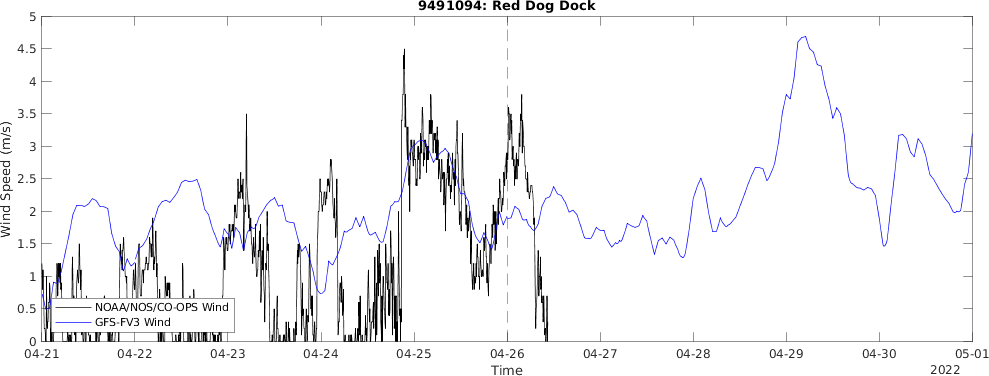 9491094: Red Dog Dock
Wind Speed (m/s)
5
4.5
4
3.5
3
2.5
2
1.5
1
0.5
0
NOAA/NOS/CO-OPS Wind
GFS-FV3 Wind
04-21 04-22 04-23 04-24 04-25 04-26 04-27 04-28 04-29 04-30 05-01
Time
2022